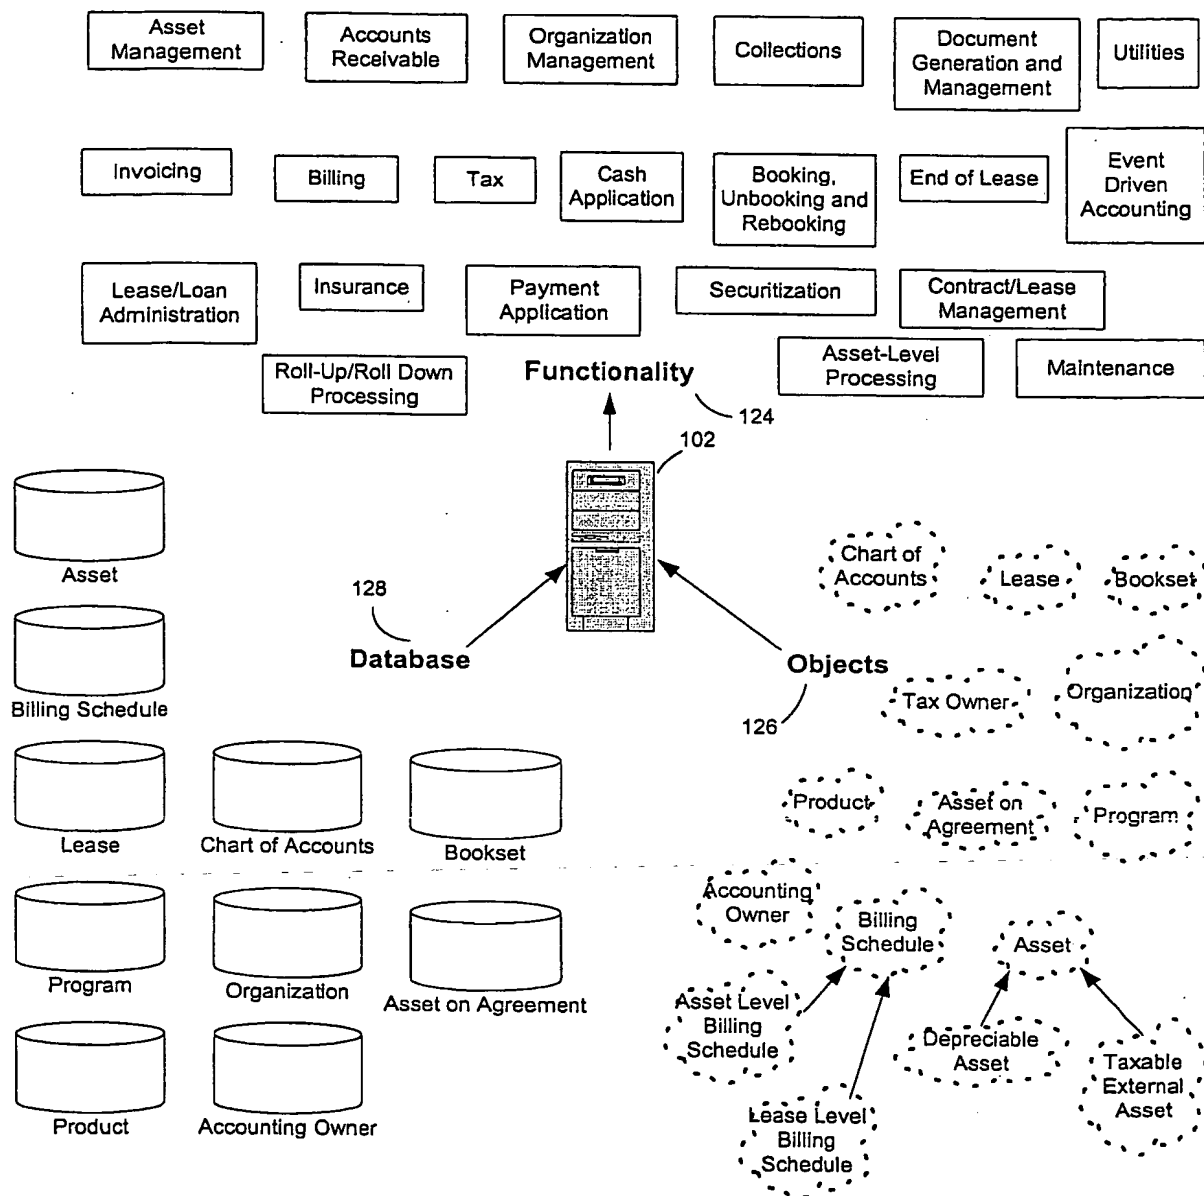 Asset
Management
Accounts
Receivable
Organization
Management
Collections
Document
Generation and
Management
Utilities
Invoicing
Billing
Tax
Cash
Application
Booking,
Unbooking and
Rebooking
End of Lease
Event
Driven
Accounting
Lease/Loan
Administration
Insurance
Payment
Application
Securitization
Contract/Lease
Management
Roll-Up/Roll Down
Processing
Functionality
124
Asset-Level
Processing
Maintenance
102
Asset
128
Database
Billing Schedule
Chart of
Accounts
Lease
Bookset
Objects
126
Tax Owner
Organization
Lease
Chart of Accounts
Bookset
Product
Asset on
Agreement
Program
Program
Organization
Asset on Agreement
Accounting
Owner
Billing
Schedule
Asset
Asset Level
Billing
Schedule
Depreciable
Asset
Taxable
External
Asset
Product
Accounting Owner
Lease Level
Billing
Schedule